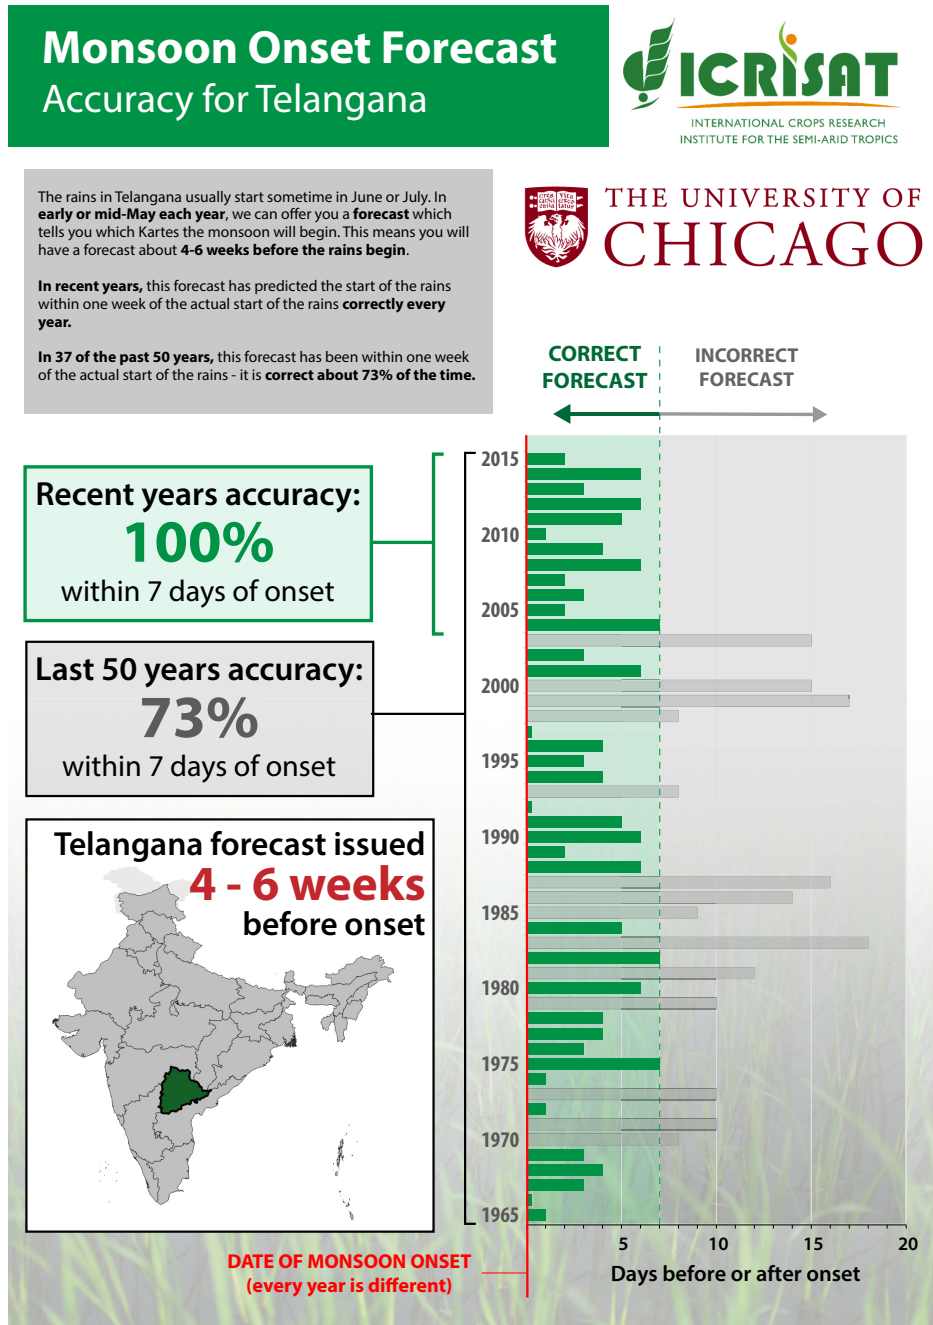 Monsoon Onset Forecast
Accuracy for Telangana
ICRISAT
INTERNATIONAL CROPS RESEARCH
INSTITUTE FOR THE SEMI-ARID TROPICS
The rains in Telangana usually start sometime in June or July. In
early or mid-May each year, we can offer you a forecast which
tells you which Kartes the monsoon will begin. This means you will
have a forecast about 4-6 weeks before the rains begin.
In recent years, this forecast has predicted the start of the rains
within one week of the actual start of the rains correctly every
year.
In 37 of the past 50 years, this forecast has been within one week
of the actual start of the rains - it is correct about 73% of the time.
THE UNIVERSITY OF
CHICAGO
CORRECT
FORECAST
INCORRECT
FORECAST
Recent years accuracy:
100%
within 7 days of onset
Last 50 years accuracy:
73%
within 7 days of onset
Telangana forecast issued
4 - 6 weeks
before onset
2015
2010
2005
2000
1995
1990
1985
1980
1975
1970
1965
5
10
15
20
Days before or after onset
DATE OF MONSOON ONSET
(every year is different)